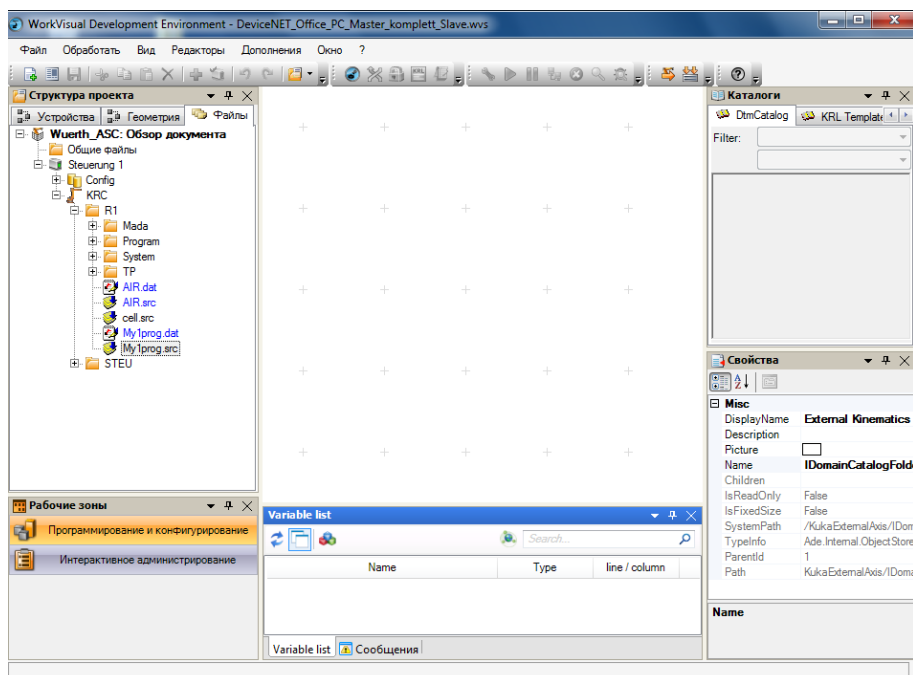 WorkVisual Development Environment - DeviceNET_Office_PC_Master_komplett_Slave.wvs
Файл Обработать Вид Редакторы Дополнения Окно ?
Структура проекта
Устройства Геометрия Файлы
Wuerth_ASC: Обзор документа
Общие файлы
Steuerung 1
Config
KRC
R1
Mada
Program
System
TP
AIR.dat
AIR.src
cell.src
My1prog.dat
My1prog.src
STEU
Рабочие зоны
Программирование и конфигурирование
Интерактивное администрирование
Variable list
Search...
Name Type line / column
Variable list Сообщения
Каталоги
DtmCatalog KRL Template
Filter:
Свойства
Misc
DisplayName External Kinematics
Description
Picture
Name IDomainCatalogFold
Children
IsReadOnly False
IsFixedSize False
SystemPath /KukaExternalAxis/IDom
TypeInfo Ade.Internal.ObjectStore
ParentId 1
Path KukaExternalAxis/IDoma
Name